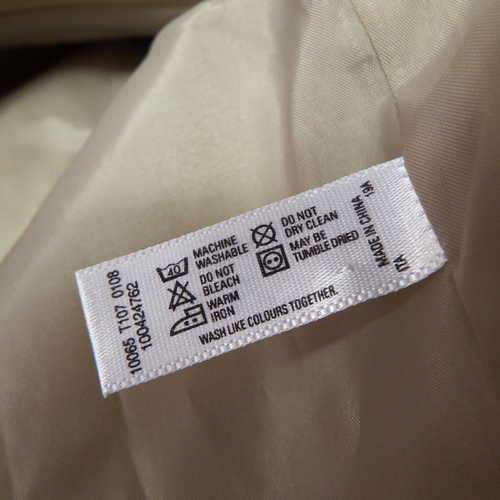 10065 T107 0108
100424762
40
MACHINE
WASHABLE
DO NOT
BLEACH
WARM
IRON
DO NOT
DRY CLEAN
MAY BE
TUMBLE DRIED
WASH LIKE COLOURS TOGETHER.
MADE IN CHINA
19A
ITA